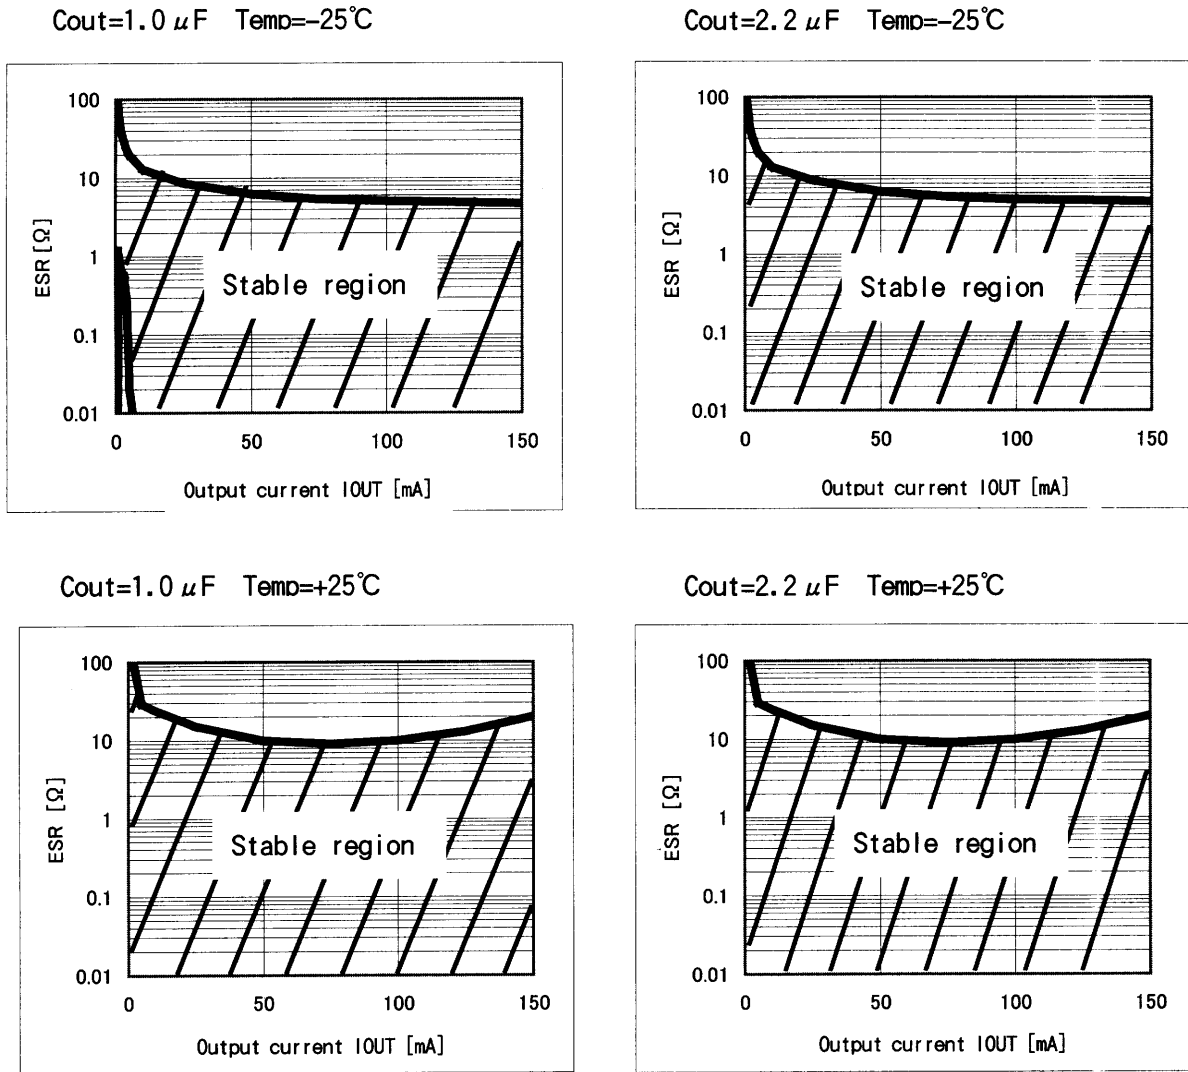 Cout=1.0 μF Temp=-25℃
100
10
1
0.1
0.01
ESR [Ω]
Stable region
0 50 100 150
Output current IOUT [mA]
Cout=2.2 μF Temp=-25℃
100
10
1
0.1
0.01
ESR [Ω]
Stable region
0 50 100 150
Output current IOUT [mA]
Cout=1.0 μF Temp=+25℃
100
10
1
0.1
0.01
ESR [Ω]
Stable region
0 50 100 150
Output current IOUT [mA]
Cout=2.2 μF Temp=+25℃
100
10
1
0.1
0.01
ESR [Ω]
Stable region
0 50 100 150
Output current IOUT [mA]